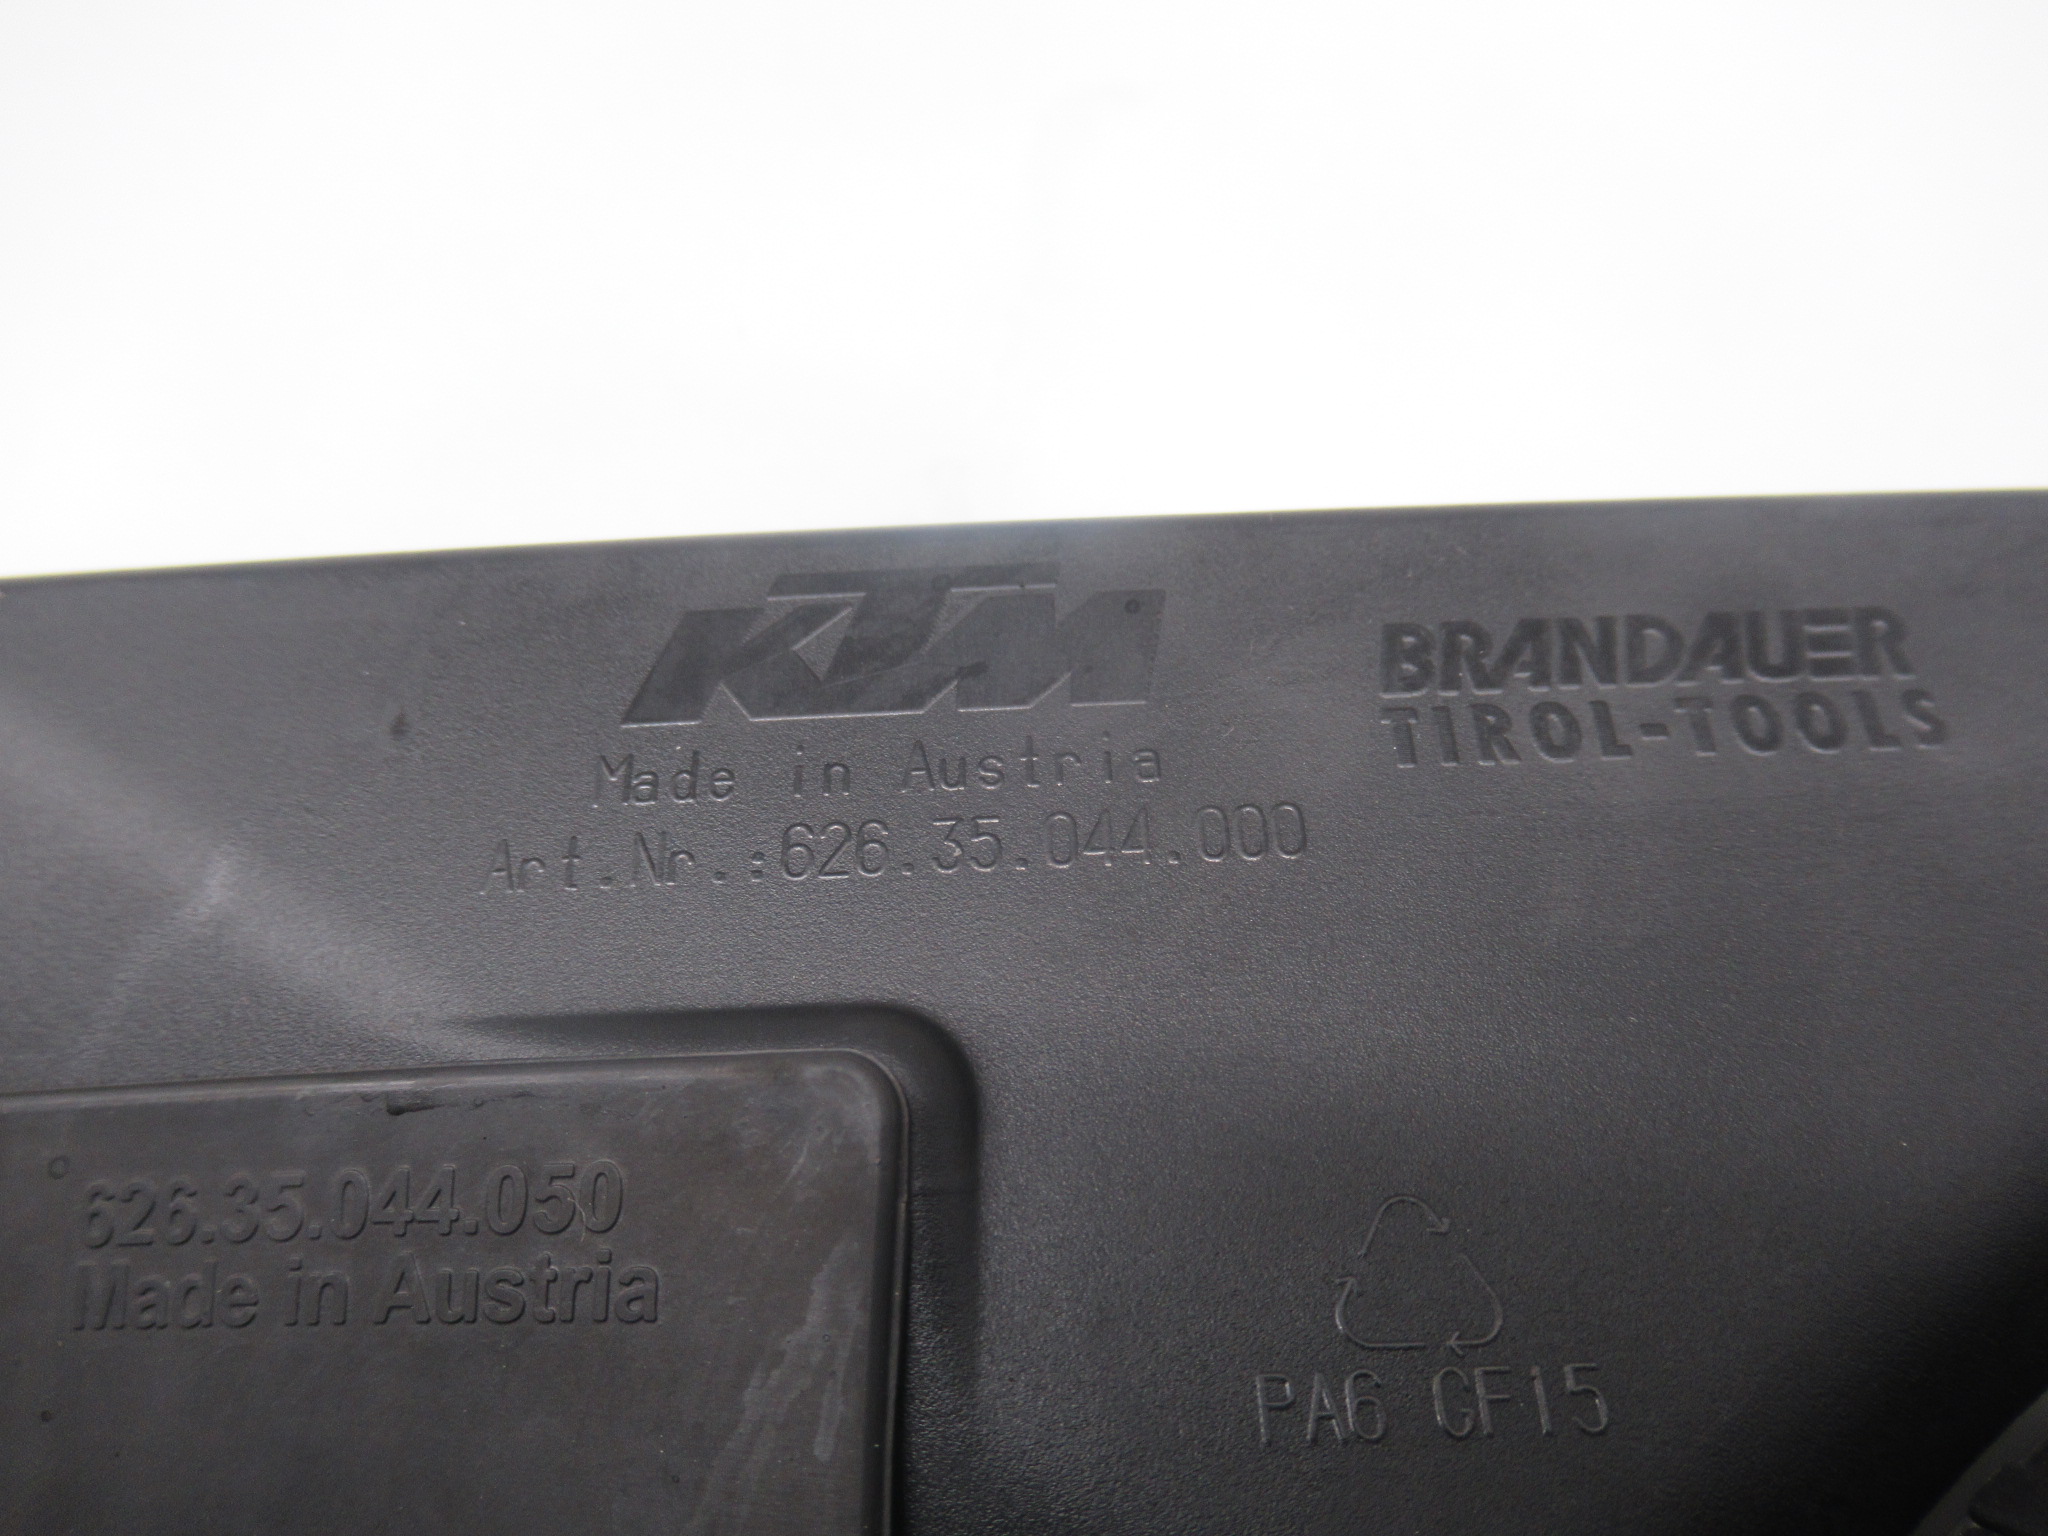 KTM
BRANDAUER
TIROL-TOOLS
Made in Austria
Art.Nr.:626.35.044.000
626.35.044.050
Made in Austria
PA6 GF15